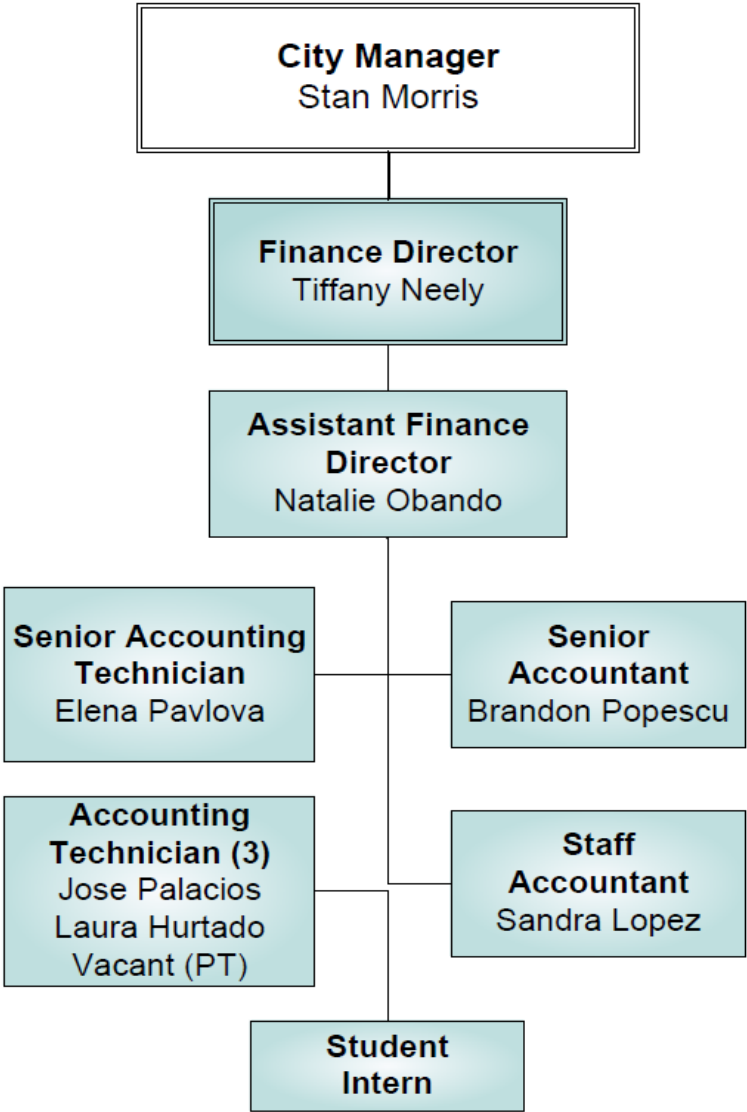 City Manager
Stan Morris
Finance Director
Tiffany Neely
Assistant Finance
Director
Natalie Obando
Senior Accounting
Technician
Elena Pavlova
Senior
Accountant
Brandon Popescu
Accounting
Technician (3)
Jose Palacios
Laura Hurtado
Vacant (PT)
Staff
Accountant
Sandra Lopez
Student
Intern